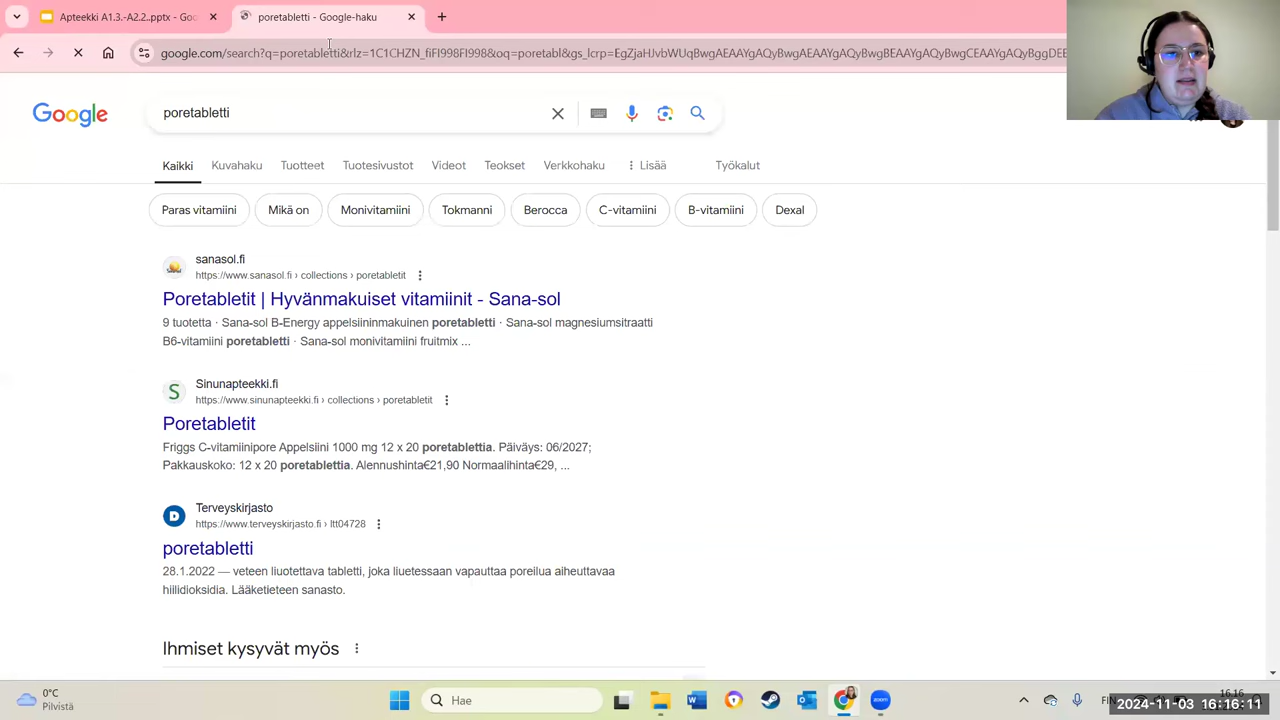 Apteekki A1.3.-A2.2..pptx - Goo
poretabletti - Google-haku
google.com/search?q=poretabletti&rlz=1C1CHZN_fiFI998FI998&oq=poretabl&gs_lcrp=EgZjaHJvbWUqBwgAEAAYgAQyBwgAEAAYgAQyBwgBEAAYgAQyBwgCEAAYgAQyBggDE
Google
poretabletti
Kaikki Kuvahaku Tuotteet Tuotesivustot Videot Teokset Verkkohaku Lisää Työkalut
Paras vitamiini Mikä on Monivitamiini Tokmanni Berocca C-vitamiini B-vitamiini Dexal
sanasol.fi
https://www.sanasol.fi › collections › poretabletit
Poretabletit | Hyvänmakuiset vitamiinit - Sana-sol
9 tuotetta · Sana-sol B-Energy appelsiininmakuinen poretabletti · Sana-sol magnesiumsitraatti
B6-vitamiini poretabletti · Sana-sol monivitamiini fruitmix ...
S
Sinunapteekki.fi
https://www.sinunapteekki.fi › collections › poretabletit
Poretabletit
Friggs C-vitamiinipore Appelsiini 1000 mg 12 x 20 poretablettia. Päiväys: 06/2027;
Pakkauskoko: 12 x 20 poretablettia. Alennushinta€21,90 Normaalihinta€29, ...
D
Terveyskirjasto
https://www.terveyskirjasto.fi › ltt04728
poretabletti
28.1.2022 — veteen liuotettava tabletti, joka liuetessaan vapauttaa poreilua aiheuttavaa
hiilidioksidia. Lääketieteen sanasto.
Ihmiset kysyvät myös
0°C
Pilvistä
Hae
zoom
FIN
16.16
2024-11-03 16:16:11